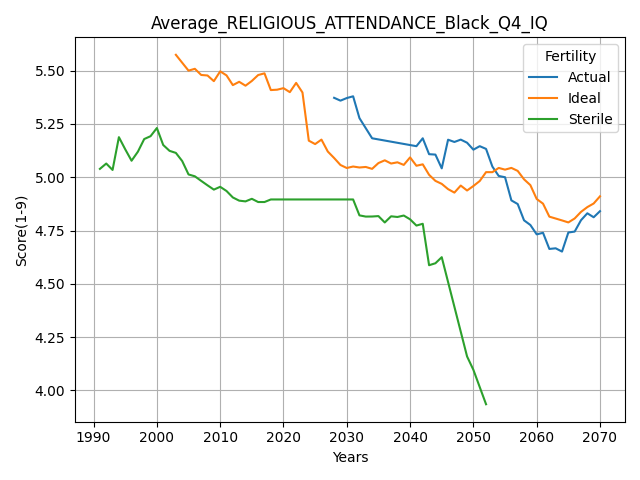 Average_RELIGIOUS_ATTENDANCE_Black_Q4_IQ
Fertility
Actual
Ideal
Sterile
Score(1-9)
5.50
5.25
5.00
4.75
4.50
4.25
4.00
1990 2000 2010 2020 2030 2040 2050 2060 2070
Years